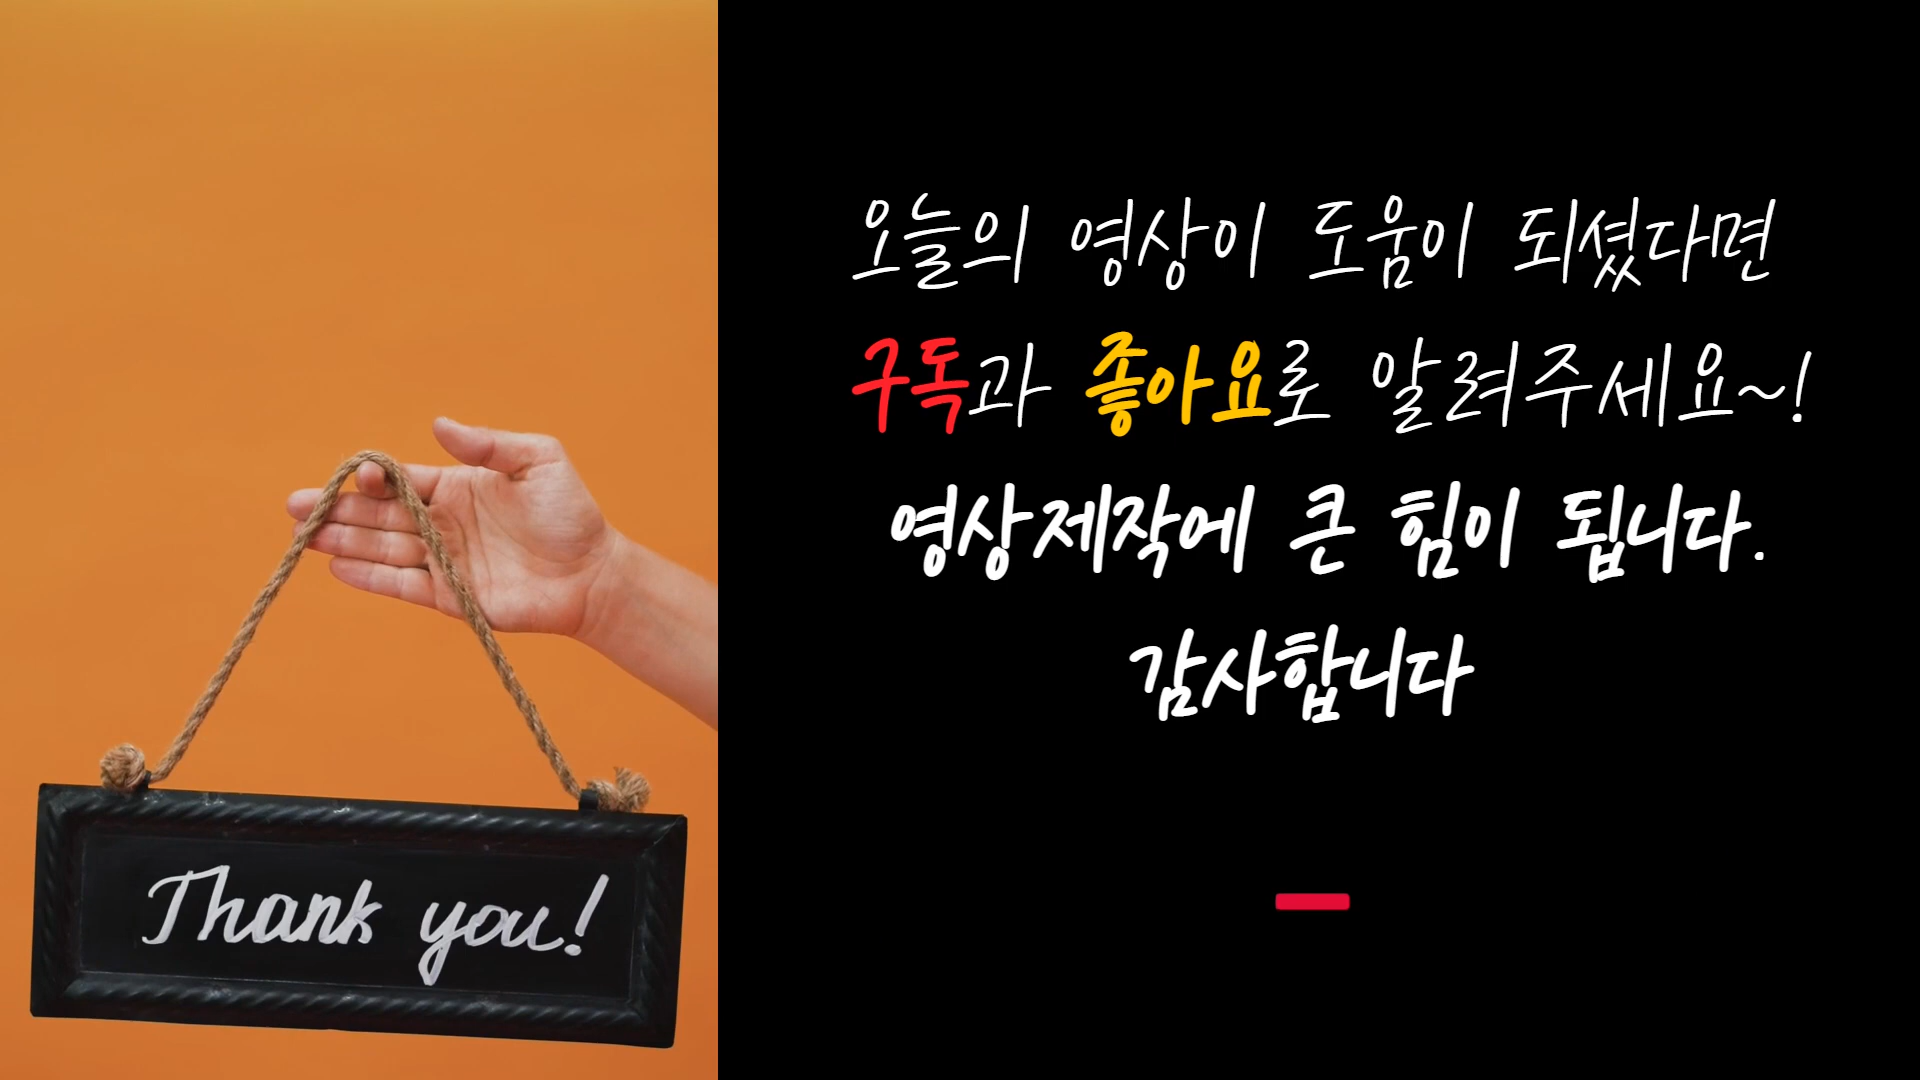 Thank you!
오늘의 영상이 도움이 되셨다면
구독과 좋아요로 알려주세요~!
영상제작에 큰 힘이 됩니다.
감사합니다